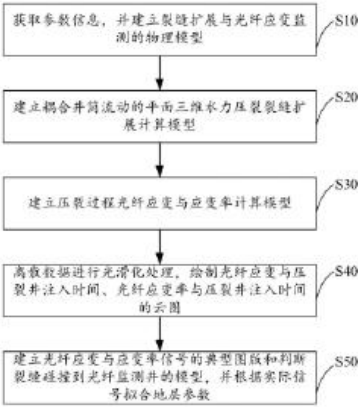 获取参数信息，并建立裂缝扩展与光纤应变监
测的物理模型
S10
建立耦合井筒流动的平面三维水力压裂裂缝扩
展计算模型
S20
建立压裂过程光纤应变与应变率计算模型
S30
离散数据进行光滑化处理，绘制光纤应变与压
裂井注入时间、光纤应变率与压裂井注入时间
的云图
S40
建立光纤应变与应变率信号的典型图版和判断
裂缝碰撞到光纤监测井的模型，并根据实际信
号拟合地层参数
S50